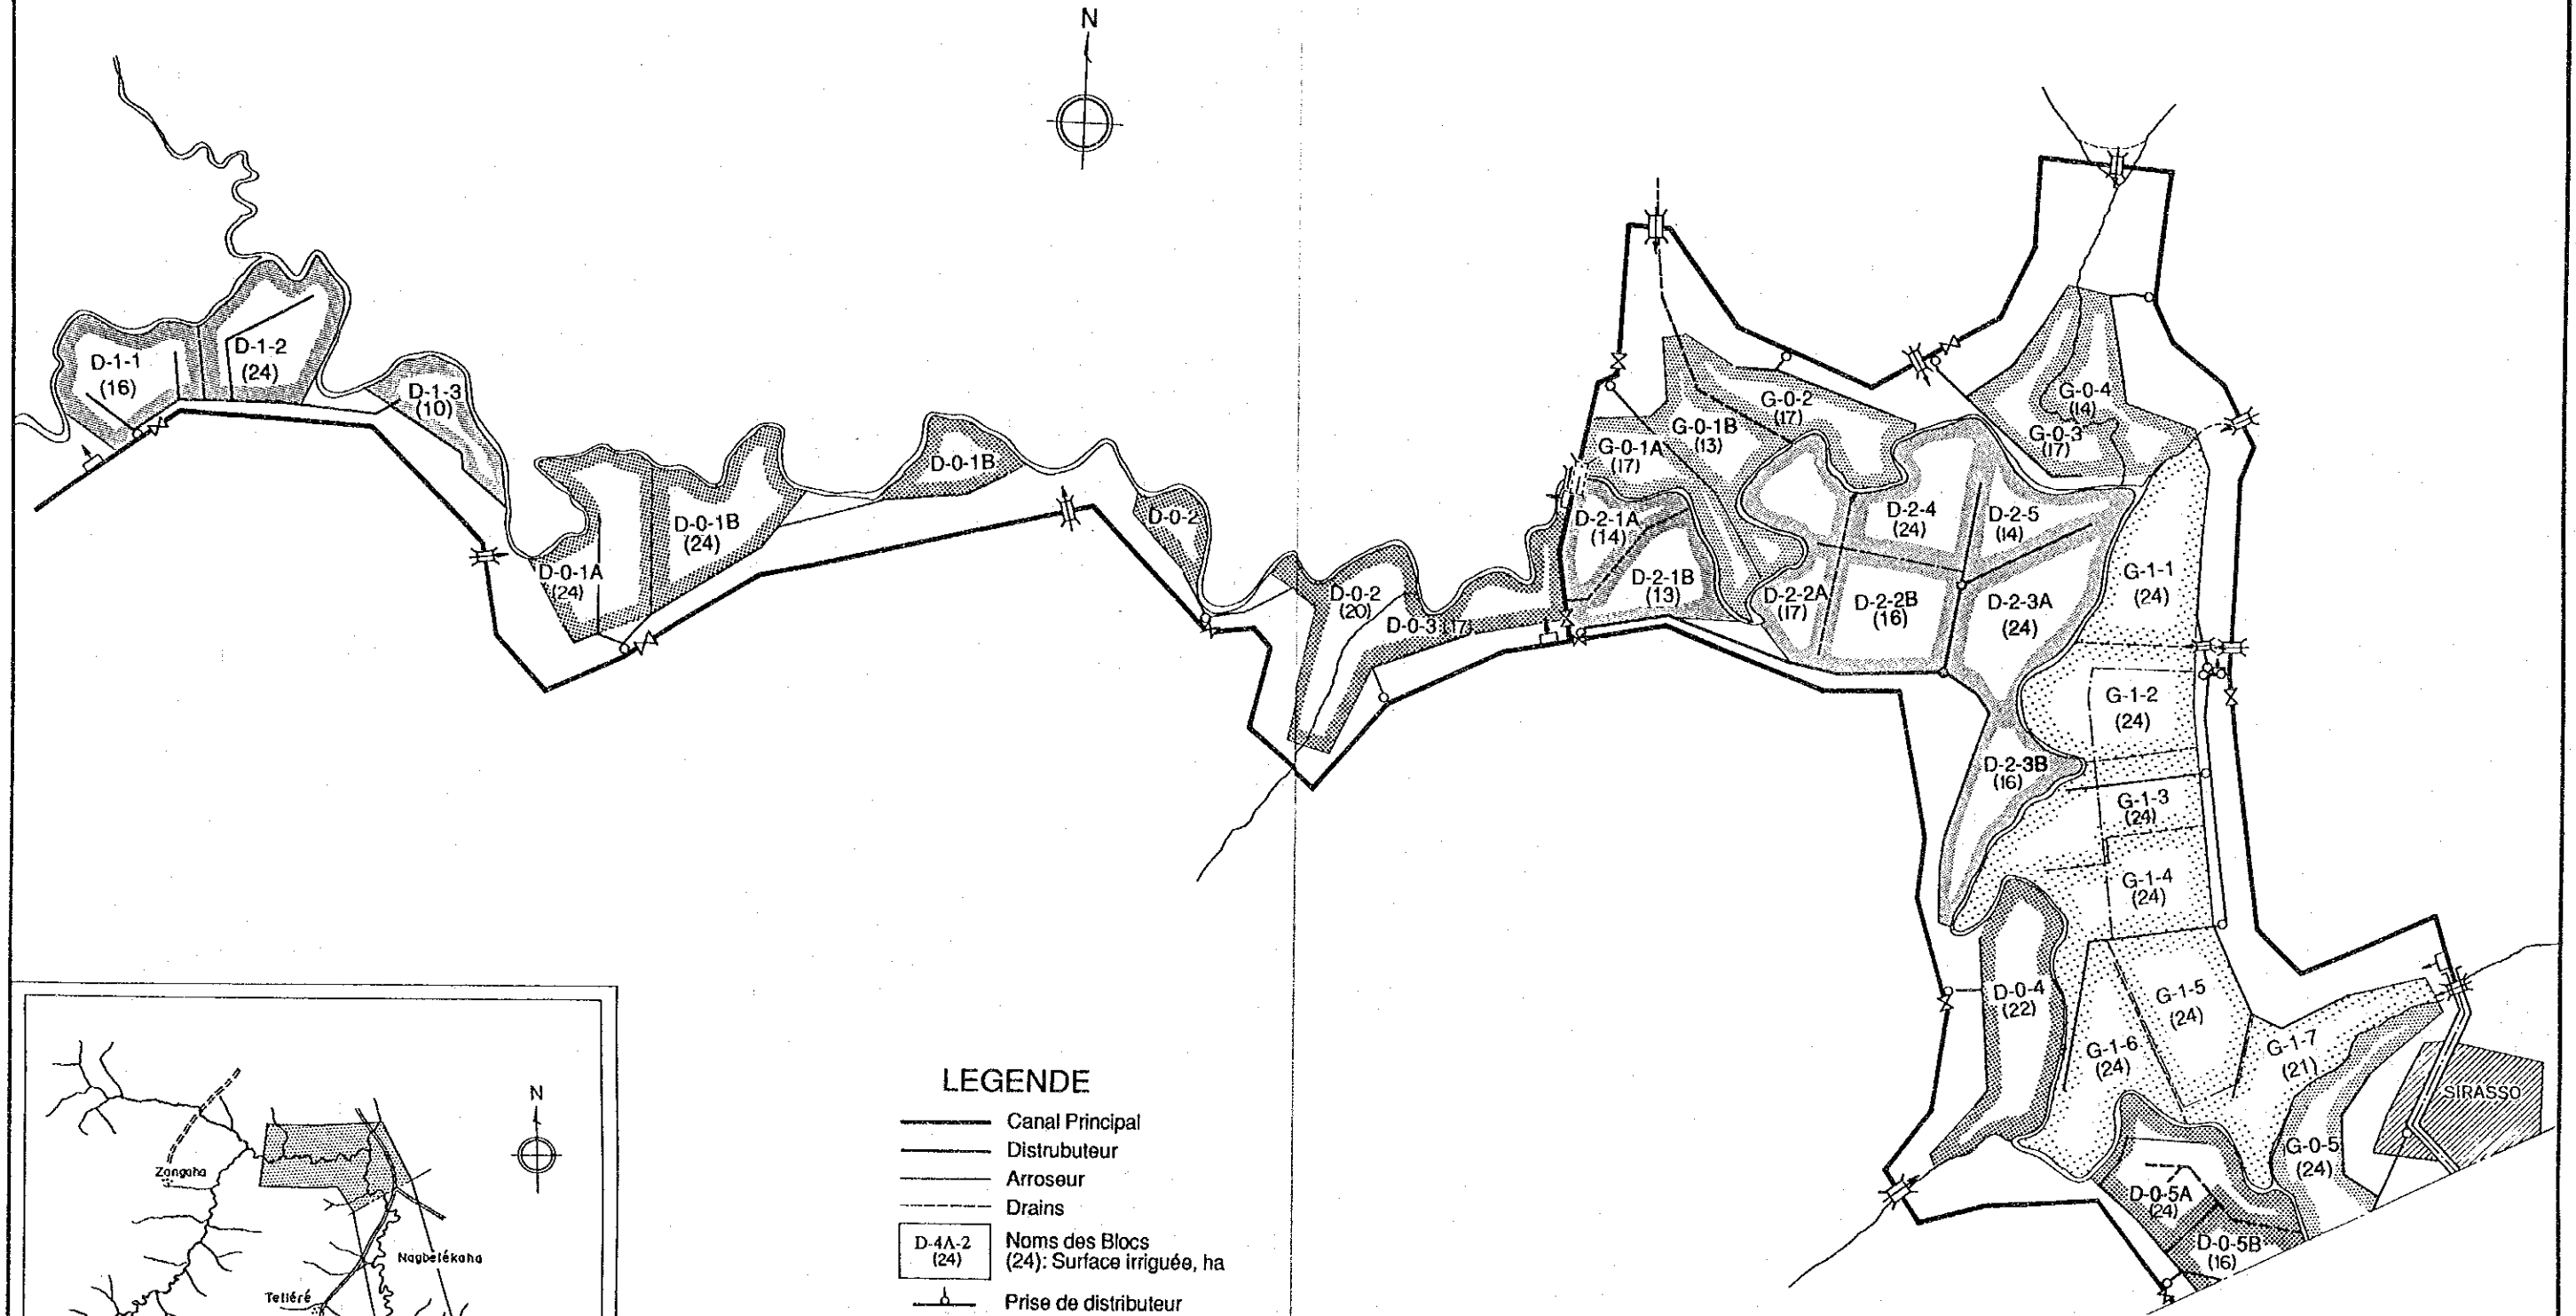 N
D-1-1
(16)
D-1-2
(24)
D-1-3
(10)
D-0-1A
(24)
D-0-1B
(24)
D-0-1B
D-0-2
D-0-2
(20)
D-0-3 (17)
G-0-1A
(17)
G-0-1B
(13)
G-0-2
(17)
G-0-3
(17)
G-0-4
(14)
D-2-1A
(14)
D-2-1B
(13)
D-2-2A
(17)
D-2-2B
(16)
D-2-4
(24)
D-2-5
(14)
D-2-3A
(24)
D-2-3B
(16)
G-1-1
(24)
G-1-2
(24)
G-1-3
(24)
G-1-4
(24)
G-1-5
(24)
G-1-6
(24)
G-1-7
(21)
D-0-4
(22)
G-0-5
(24)
D-0-5A
(24)
D-0-5B
(16)
SIRASSO
N
Zangaha
Nagbelékaha
Teliéré
LEGENDE
Canal Principal
Distrubuteur
Arroseur
Drains
D-4A-2
(24)
Noms des Blocs
(24): Surface irriguée, ha
Prise de distributeur